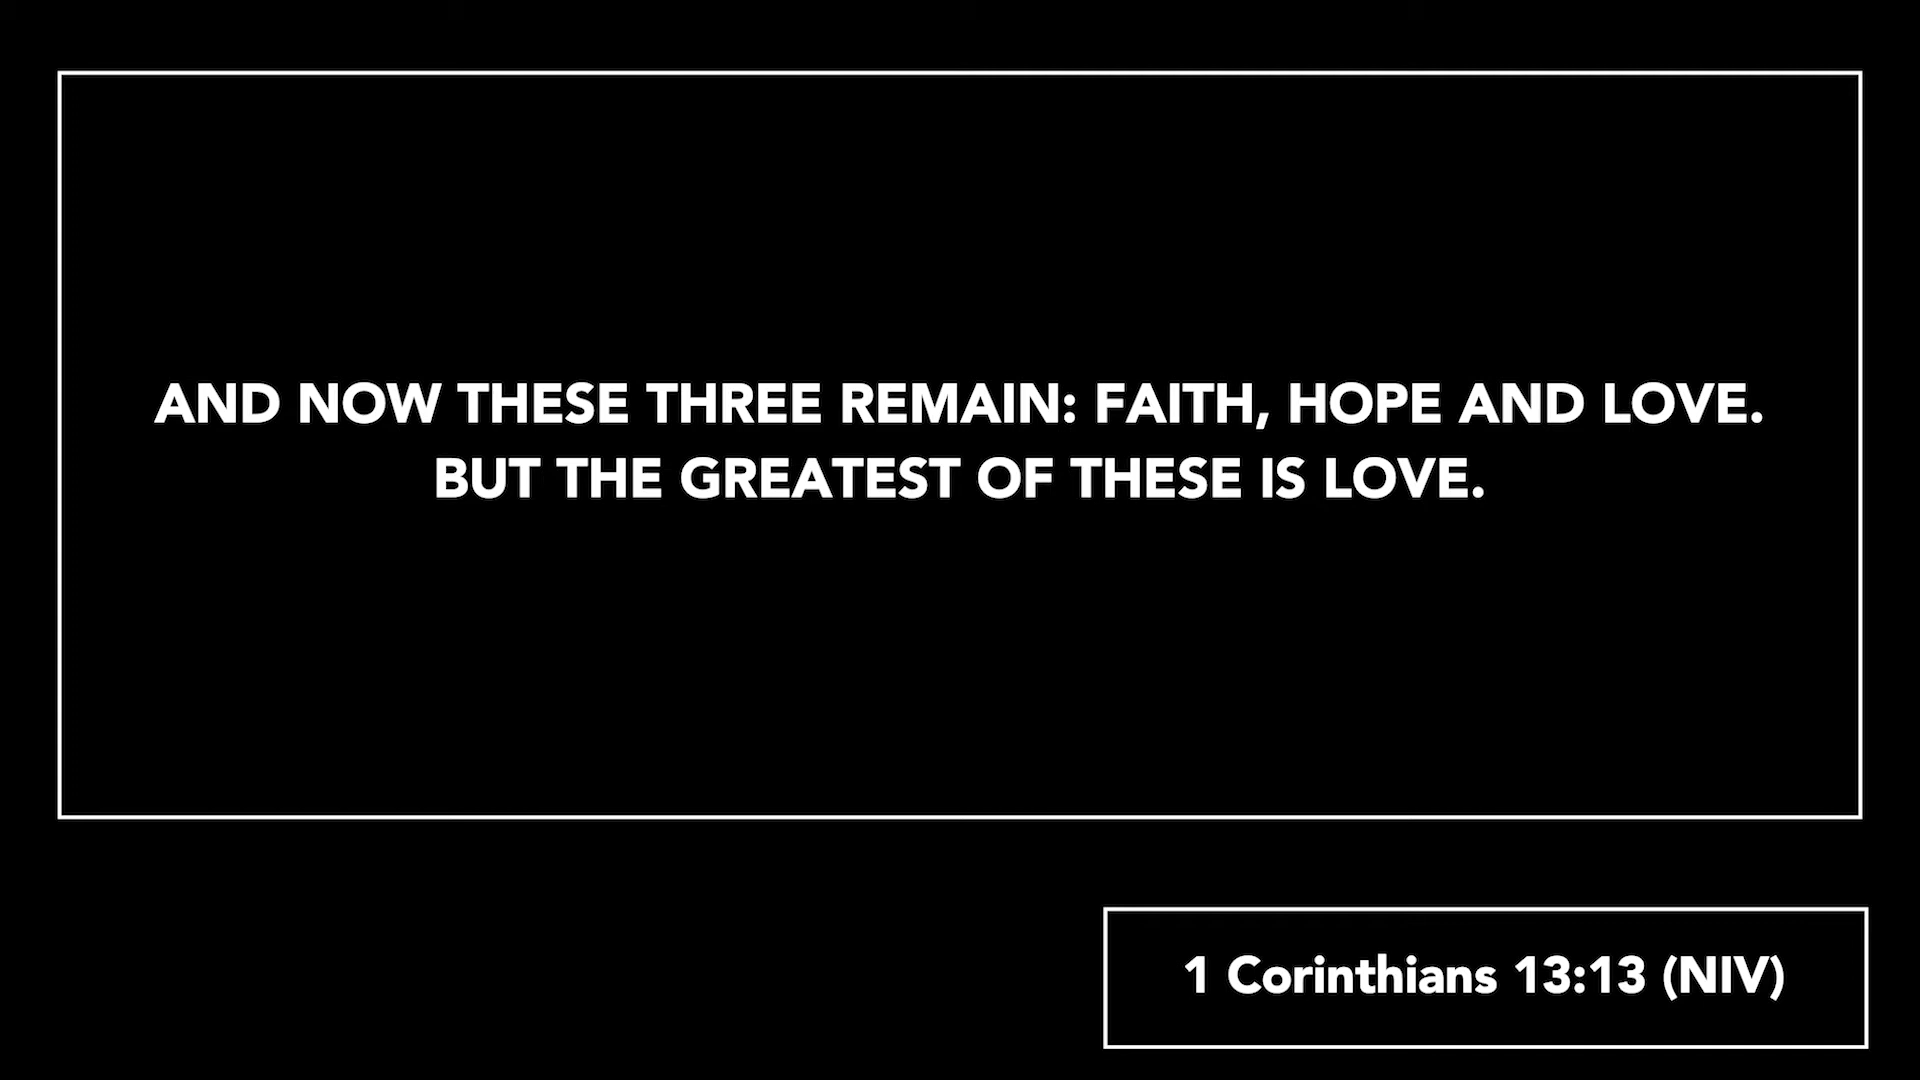 AND NOW THESE THREE REMAIN: FAITH, HOPE AND LOVE.
BUT THE GREATEST OF THESE IS LOVE.
1 Corinthians 13:13 (NIV)